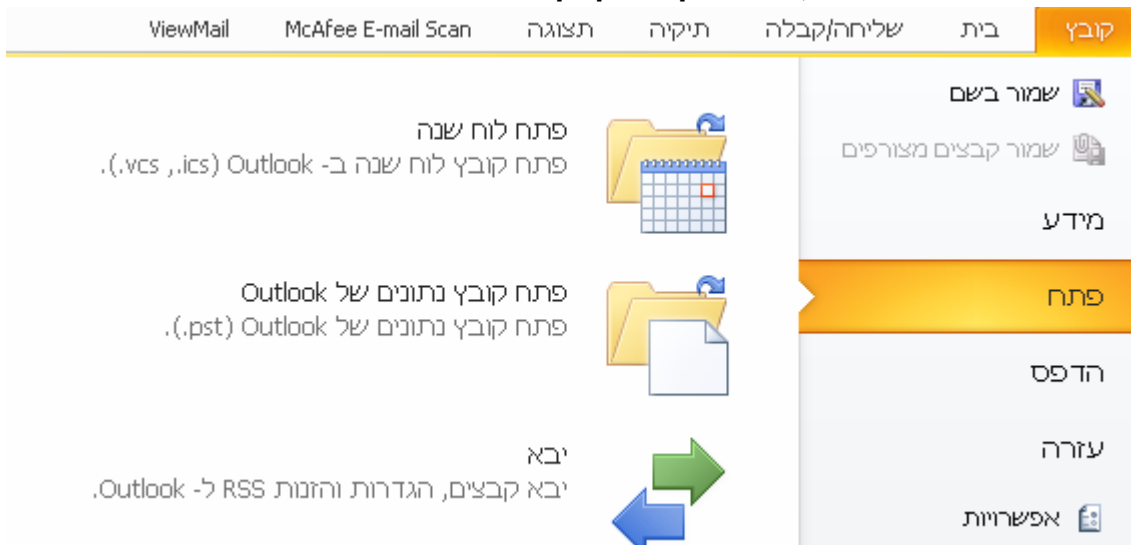 קובץ בית שליחה/קבלה תיקיה תצוגה McAfee E-mail Scan ViewMail
שמור בשם
שמור קבצים מצורפים
מידע
פתח
הדפס
עזרה
אפשרויות
פתח לוח שנה
פתח קובץ לוח שנה ב- Outlook (‎.vcs ,.ics).
פתח קובץ נתונים של Outlook
פתח קובץ נתונים של Outlook (‎.pst).
יבא
יבא קבצים, הגדרות והזנות RSS ל- Outlook.